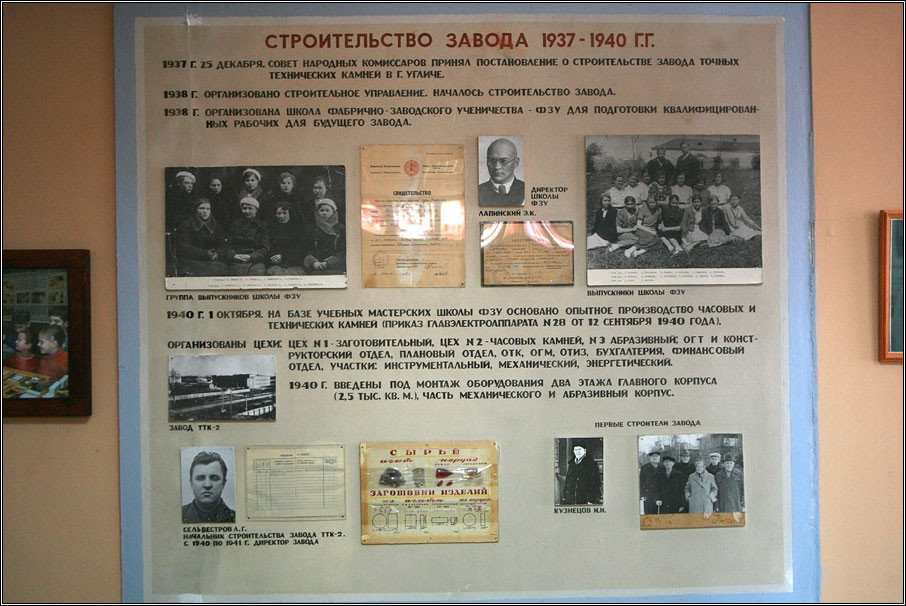 СТРОИТЕЛЬСТВО ЗАВОДА 1937-1940 Г.Г.
1937 Г. 25 ДЕКАБРЯ. СОВЕТ НАРОДНЫХ КОМИССАРОВ ПРИНЯЛ ПОСТАНОВЛЕНИЕ О СТРОИТЕЛЬСТВЕ ЗАВОДА ТОЧНЫХ
ТЕХНИЧЕСКИХ КАМНЕЙ В Г. УГЛИЧЕ.
1938 Г. ОРГАНИЗОВАНО СТРОИТЕЛЬНОЕ УПРАВЛЕНИЕ. НАЧАЛОСЬ СТРОИТЕЛЬСТВО ЗАВОДА.
1938 Г. ОРГАНИЗОВАНА ШКОЛА ФАБРИЧНО-ЗАВОДСКОГО УЧЕНИЧЕСТВА - ФЗУ ДЛЯ ПОДГОТОВКИ КВАЛИФИЦИРОВАН-
НЫХ РАБОЧИХ ДЛЯ БУДУЩЕГО ЗАВОДА.
СВИДЕТЕЛЬСТВО
ДИРЕКТОР
ШКОЛЫ
ФЗУ
ЛАПИНСКИЙ Э.К.
ГРУППА ВЫПУСКНИКОВ ШКОЛЫ ФЗУ
ВЫПУСКНИКИ ШКОЛЫ ФЗУ
1940 Г. 1 ОКТЯБРЯ. НА БАЗЕ УЧЕБНЫХ МАСТЕРСКИХ ШКОЛЫ ФЗУ ОСНОВАНО ОПЫТНОЕ ПРОИЗВОДСТВО ЧАСОВЫХ И
ТЕХНИЧЕСКИХ КАМНЕЙ (ПРИКАЗ ГЛАВЭЛЕКТРОАППАРАТА N 28 ОТ 12 СЕНТЯБРЯ 1940 ГОДА).
ОРГАНИЗОВАНЫ ЦЕХИ: ЦЕХ N 1-ЗАГОТОВИТЕЛЬНЫЙ, ЦЕХ N 2-ЧАСОВЫХ КАМНЕЙ, N 3 АБРАЗИВНЫЙ; ОГТ И КОНСТ-
РУКТОРСКИЙ ОТДЕЛ, ПЛАНОВЫЙ ОТДЕЛ, ОТК, ОГМ, ОТИЗ, БУХГАЛТЕРИЯ, ФИНАНСОВЫЙ
ОТДЕЛ, УЧАСТКИ: ИНСТРУМЕНТАЛЬНЫЙ, МЕХАНИЧЕСКИЙ, ЭНЕРГЕТИЧЕСКИЙ.
1940 Г. ВВЕДЕНЫ ПОД МОНТАЖ ОБОРУДОВАНИЯ ДВА ЭТАЖА ГЛАВНОГО КОРПУСА
(2,5 ТЫС. КВ. М.), ЧАСТЬ МЕХАНИЧЕСКОГО И АБРАЗИВНЫЙ КОРПУС.
ЗАВОД ТТК-2
ПЕРВЫЕ СТРОИТЕЛИ ЗАВОДА
СЫРЬЕ
агат корунд
ЗАГОТОВКИ ИЗДЕЛИЙ
КУЗНЕЦОВ И.И.
СЕЛЬВЕСТРОВ Л.Г.
НАЧАЛЬНИК СТРОИТЕЛЬСТВА ЗАВОДА ТТК-2.
С 1940 ПО 1941 Г. ДИРЕКТОР ЗАВОДА